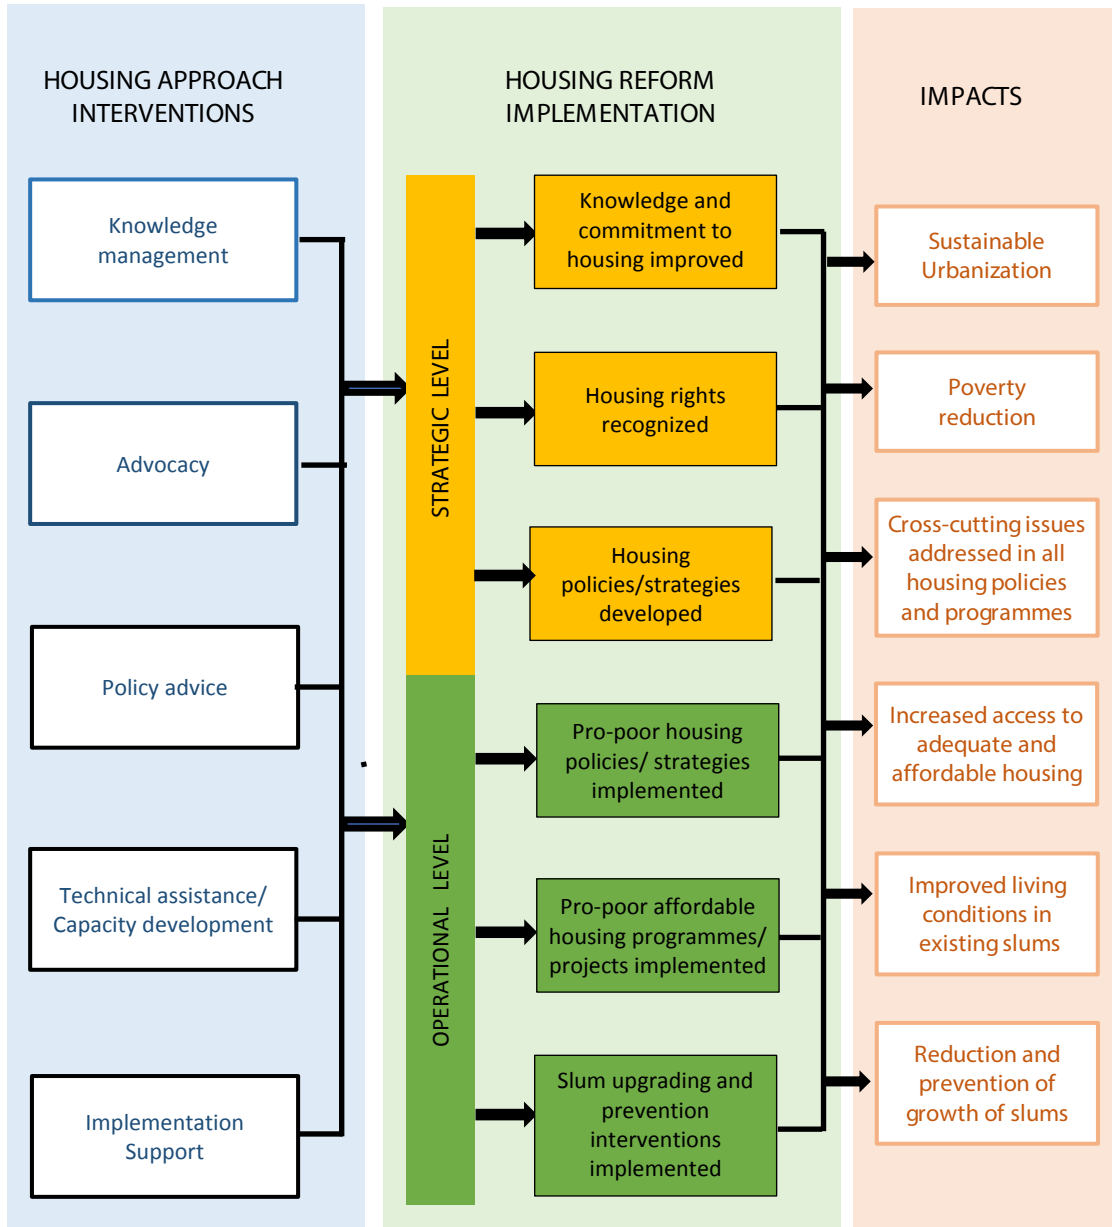 HOUSING APPROACH
INTERVENTIONS
Knowledge
management
Advocacy
Policy advice
Technical assistance/
Capacity development
Implementation
Support
HOUSING REFORM
IMPLEMENTATION
STRATEGIC LEVEL
OPERATIONAL LEVEL
Knowledge and
commitment to
housing improved
Housing rights
recognized
Housing
policies/strategies
developed
Pro-poor housing
policies/ strategies
implemented
Pro-poor affordable
housing programmes/
projects implemented
Slum upgrading and
prevention
interventions
implemented
IMPACTS
Sustainable
Urbanization
Poverty
reduction
Cross-cutting issues
addressed in all
housing policies
and programmes
Increased access to
adequate and
affordable housing
Improved living
conditions in
existing slums
Reduction and
prevention of
growth of slums